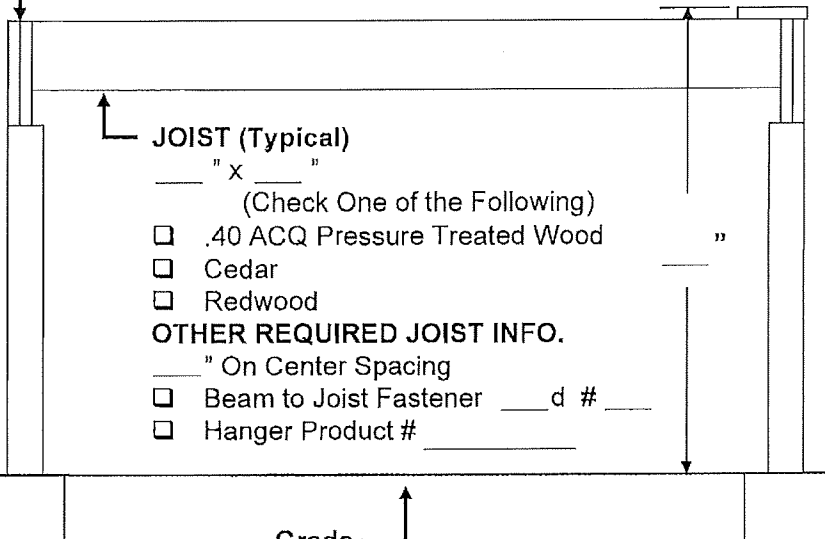 JOIST (Typical)
___ " x ___ "
(Check One of the Following)
☐ .40 ACQ Pressure Treated Wood
___ "
☐ Cedar
☐ Redwood
OTHER REQUIRED JOIST INFO.
___" On Center Spacing
☐ Beam to Joist Fastener ___d # ___
☐ Hanger Product # ___________
Grade